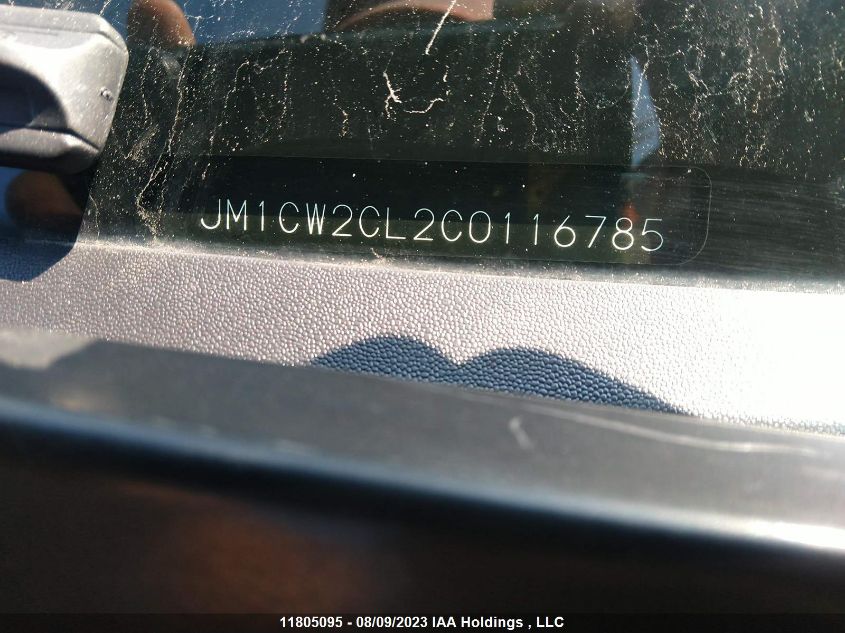 JM1CW2CL2C0116785
11805095 - 08/09/2023 IAA Holdings , LLC